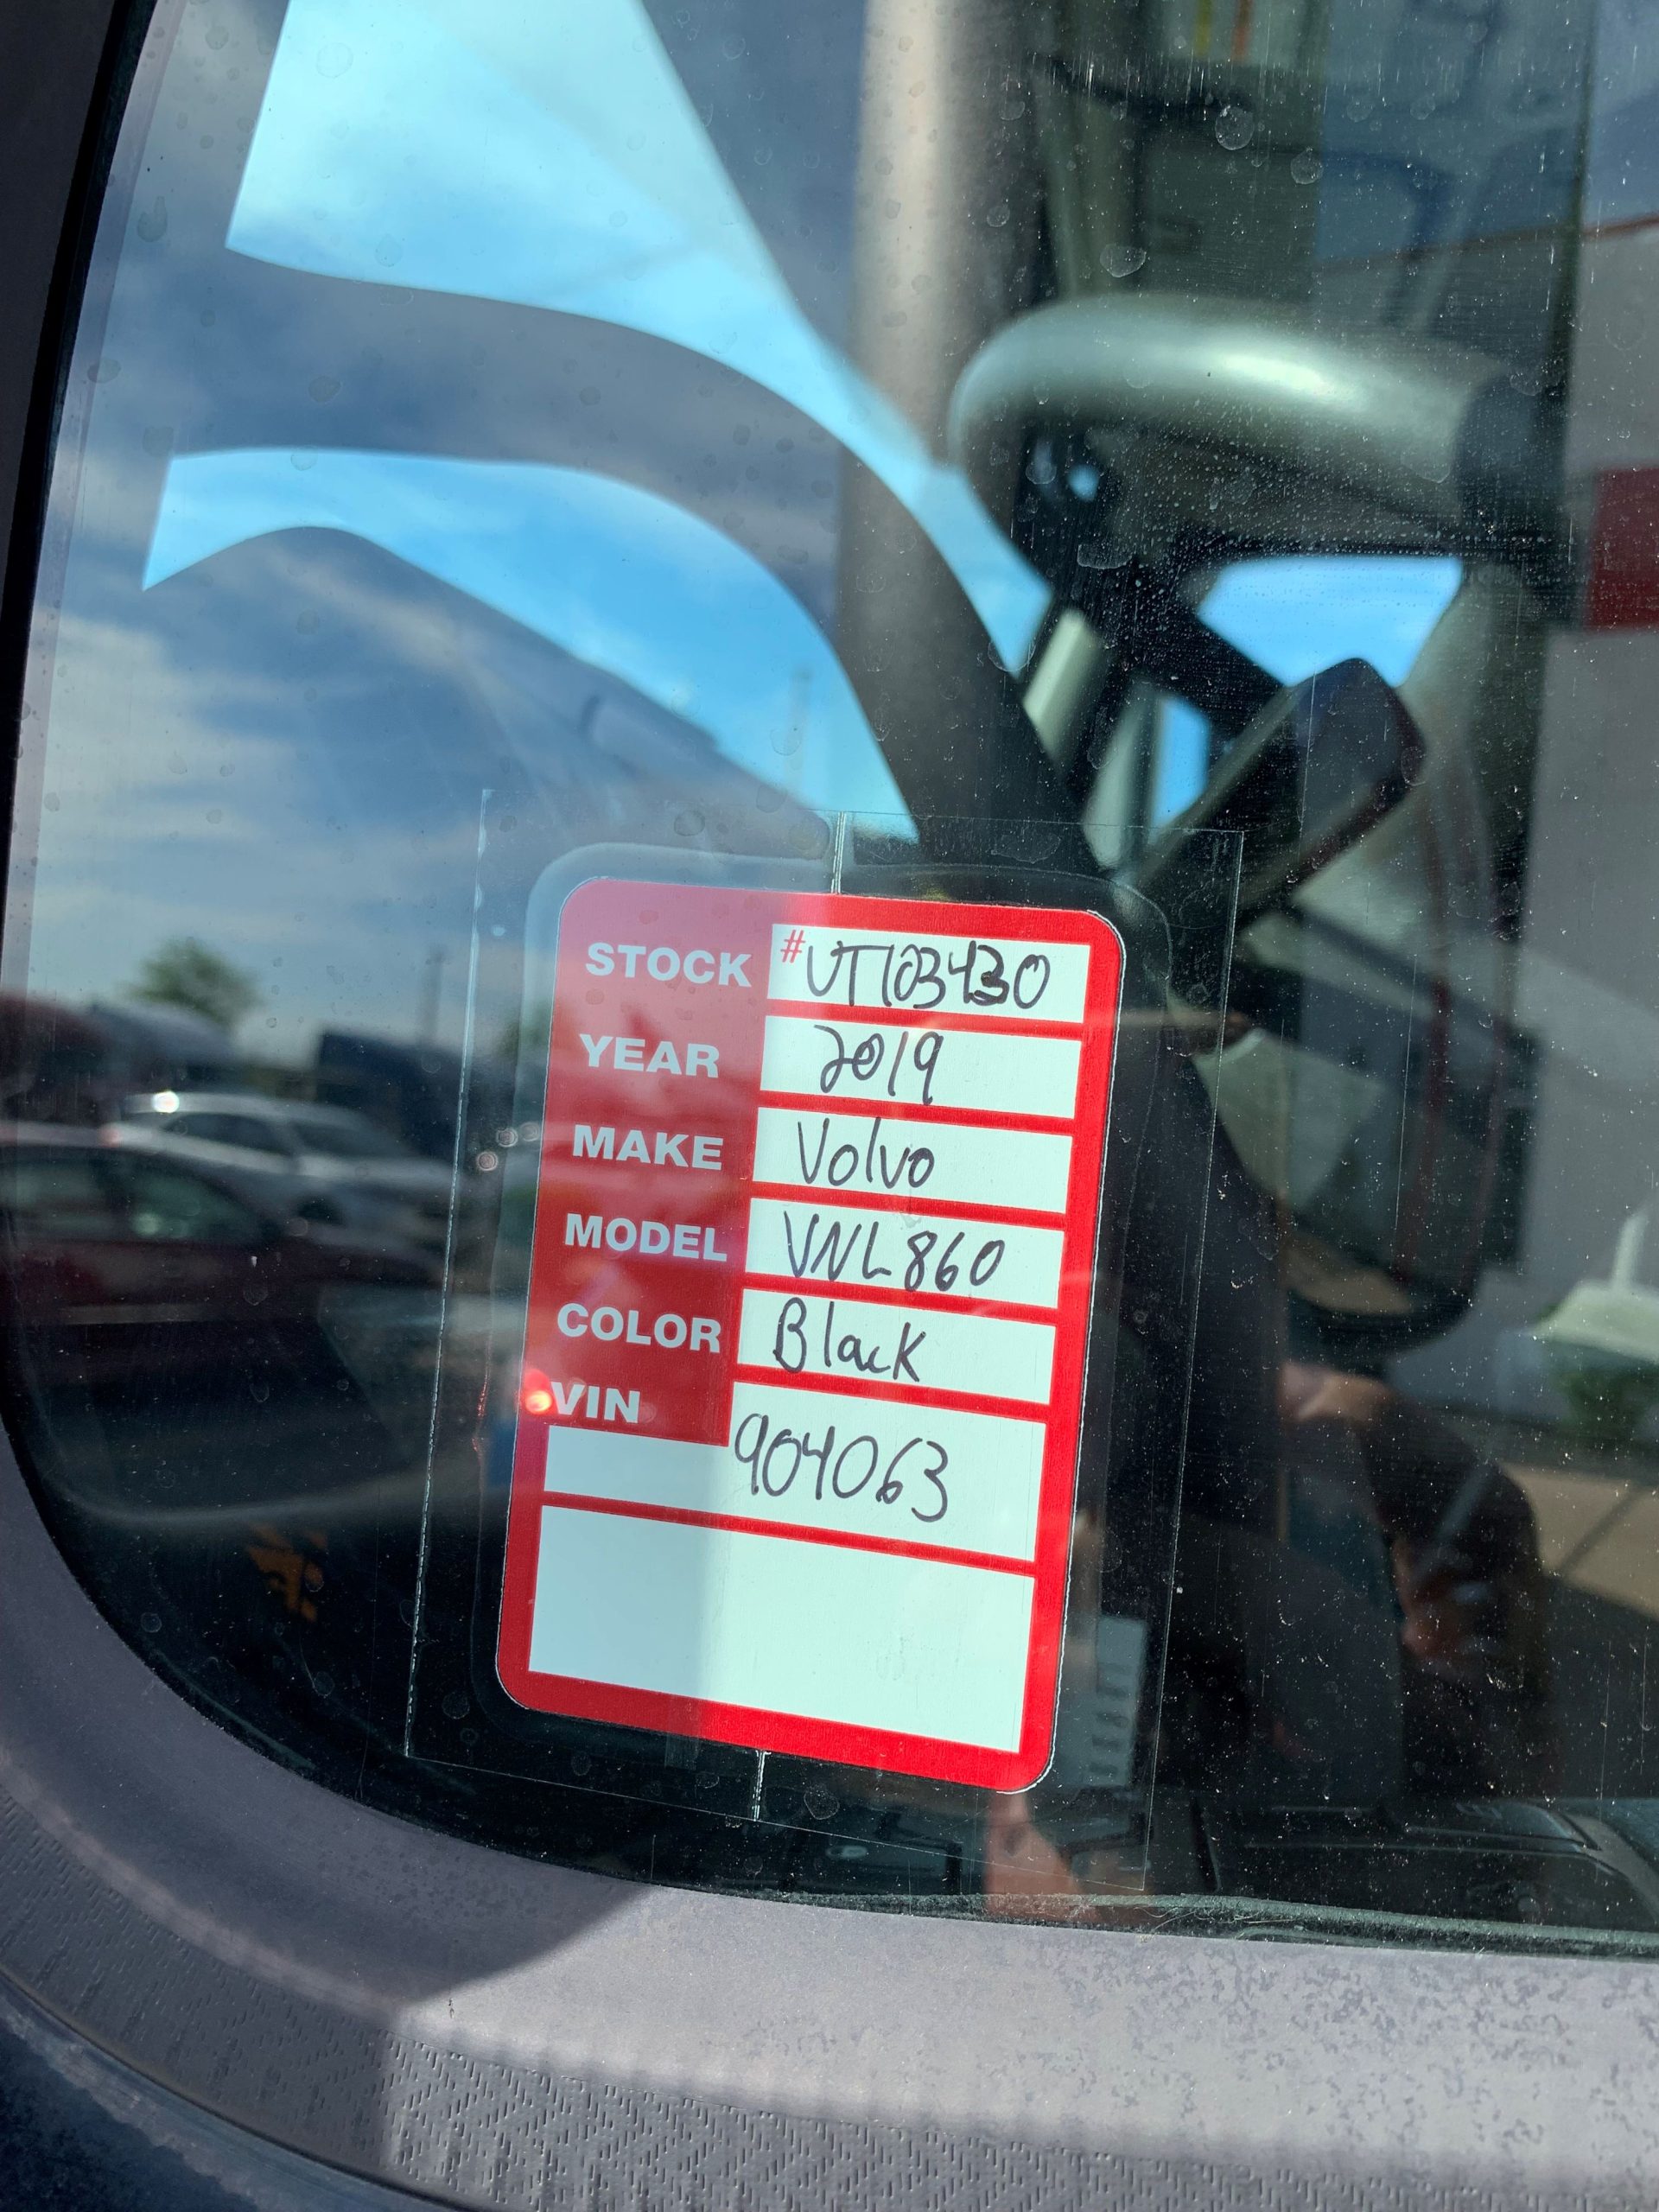 STOCK #UT103430
YEAR 2019
MAKE Volvo
MODEL VNL860
COLOR Black
VIN 904063